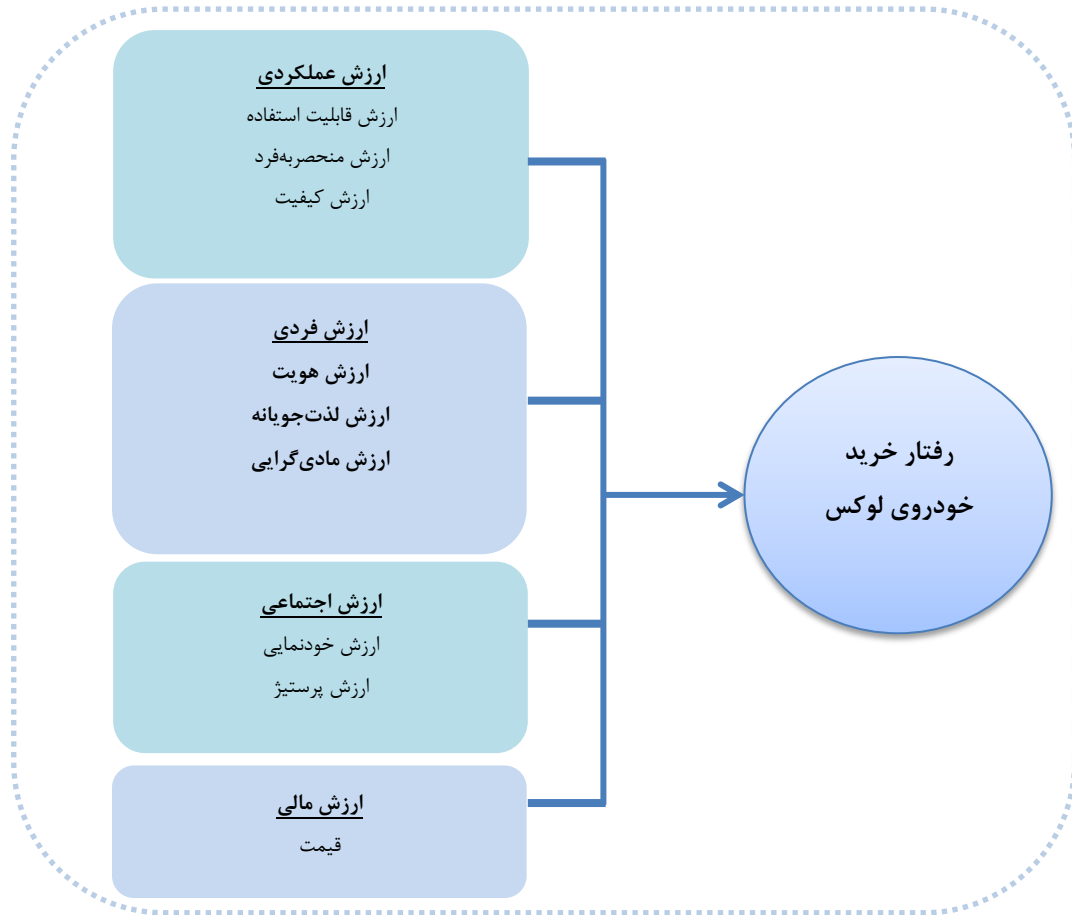 ارزش عملکردی
ارزش قابلیت استفاده
ارزش منحصربه‌فرد
ارزش کیفیت
ارزش فردی
ارزش هویت
ارزش لذت‌جویانه
ارزش مادی‌گرایی
ارزش اجتماعی
ارزش خودنمایی
ارزش پرستیژ
ارزش مالی
قیمت
رفتار خرید
خودروی لوکس